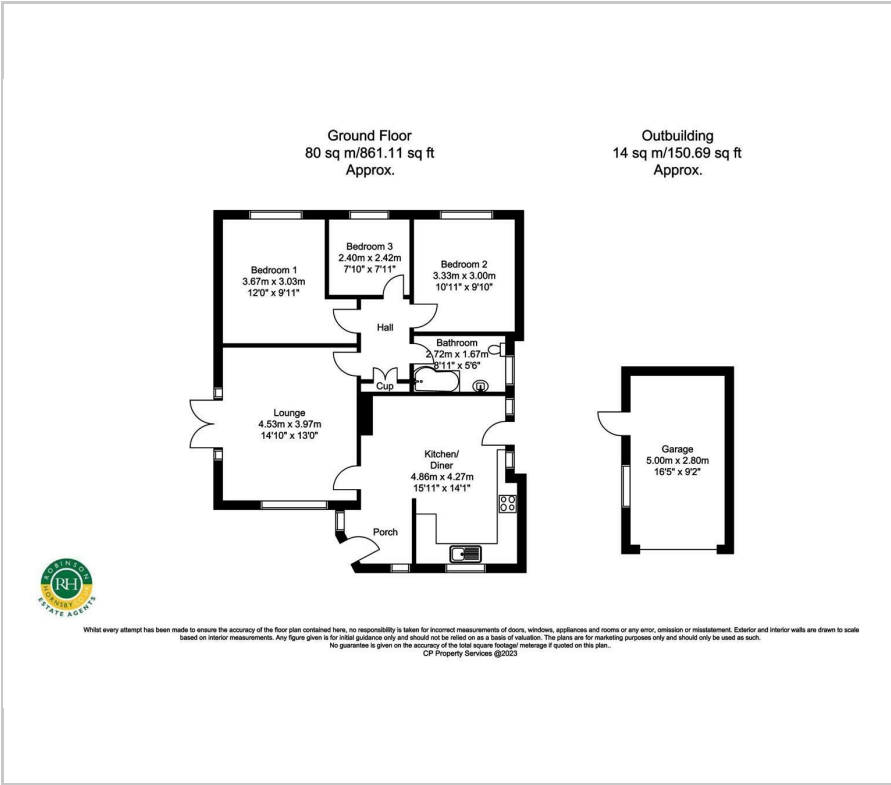 Ground Floor
80 sq m/861.11 sq ft
Approx.
Outbuilding
14 sq m/150.69 sq ft
Approx.
Bedroom 1
3.67m x 3.03m
12'0" x 9'11"
Bedroom 3
2.40m x 2.42m
7'10" x 7'11"
Bedroom 2
3.33m x 3.00m
10'11" x 9'10"
Hall
Bathroom
2.72m x 1.67m
8'11" x 5'6"
Cup
Lounge
4.53m x 3.97m
14'10" x 13'0"
Kitchen/
Diner
4.86m x 4.27m
15'11" x 14'1"
Porch
Garage
5.00m x 2.80m
16'5" x 9'2"
ROBINSON
RH
HORNSBY
ESTATE AGENTS
Whilst every attempt has been made to ensure the accuracy of the floor plan contained here, no responsibility is taken for incorrect measurements of doors, windows, appliances and rooms or any error, omission or misstatement. Exterior and interior walls are drawn to scale
based on interior measurements. Any figure given is for initial guidance only and should not be relied on as a basis of valuation. The plans are for marketing purposes only and should only be used as such.
No guarantee is given on the accuracy of the total square footage/ meterage if quoted on this plan..
CP Property Services @2023